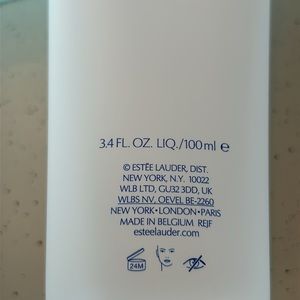 3.4 FL. OZ. LIQ./100 ml ℮
© ESTĒE LAUDER, DIST.
NEW YORK, N.Y. 10022
WLB LTD, GU32 3DD, UK
WLBS NV, OEVEL BE-2260
NEW YORK•LONDON•PARIS
MADE IN BELGIUM REJF
esteelauder.com
24M